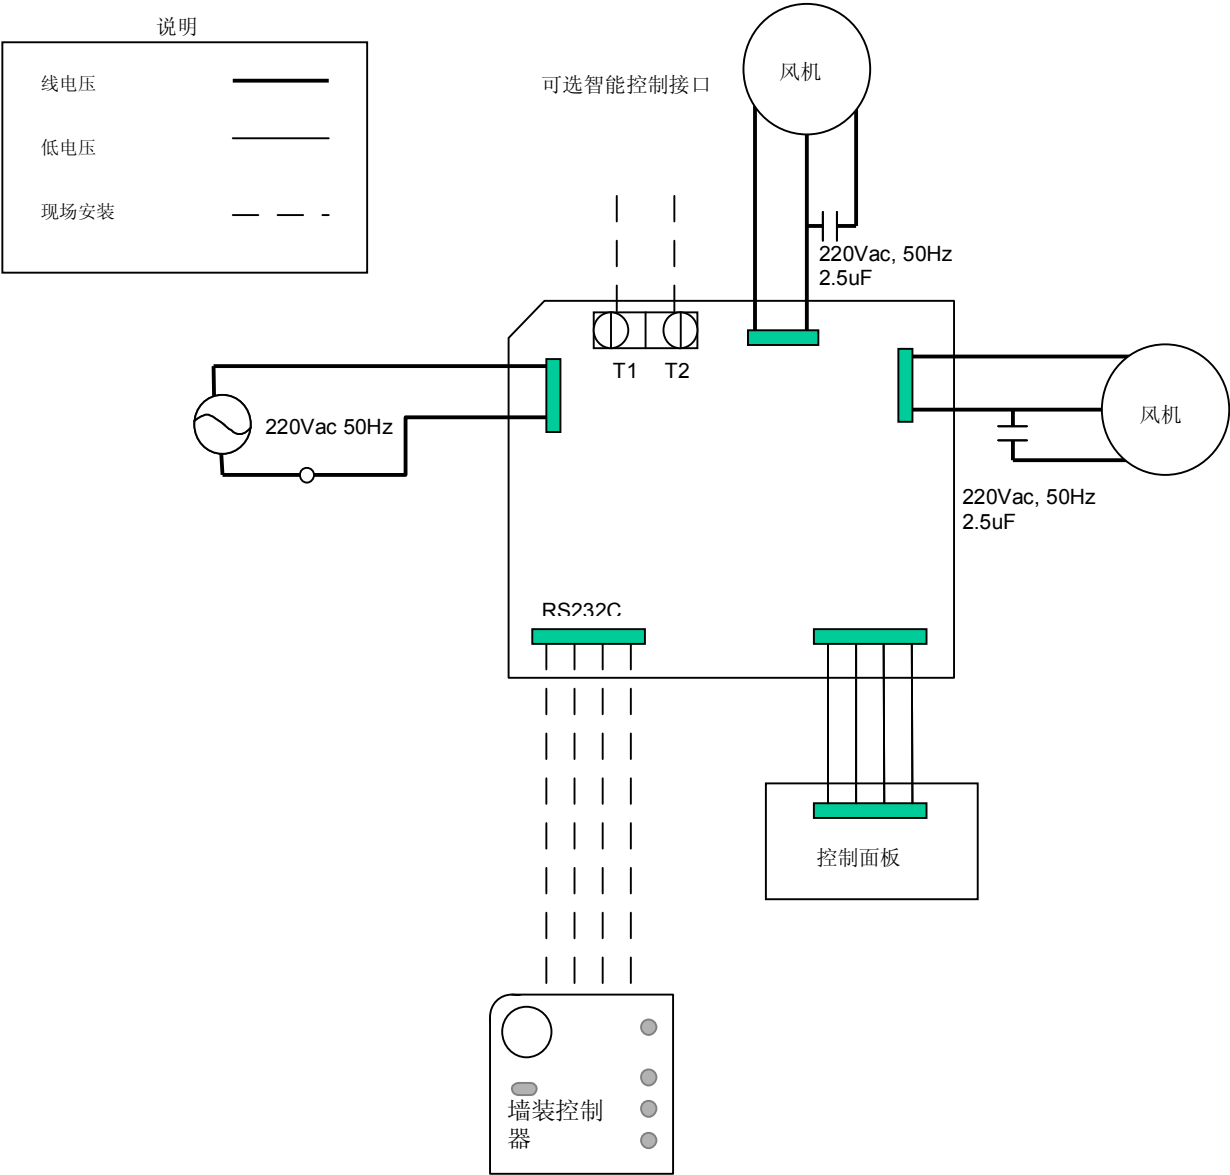 说明
线电压
低电压
现场安装
可选智能控制接口
风机
220Vac, 50Hz
2.5uF
T1 T2
220Vac 50Hz
风机
220Vac, 50Hz
2.5uF
RS232C
控制面板
墙装控制
器